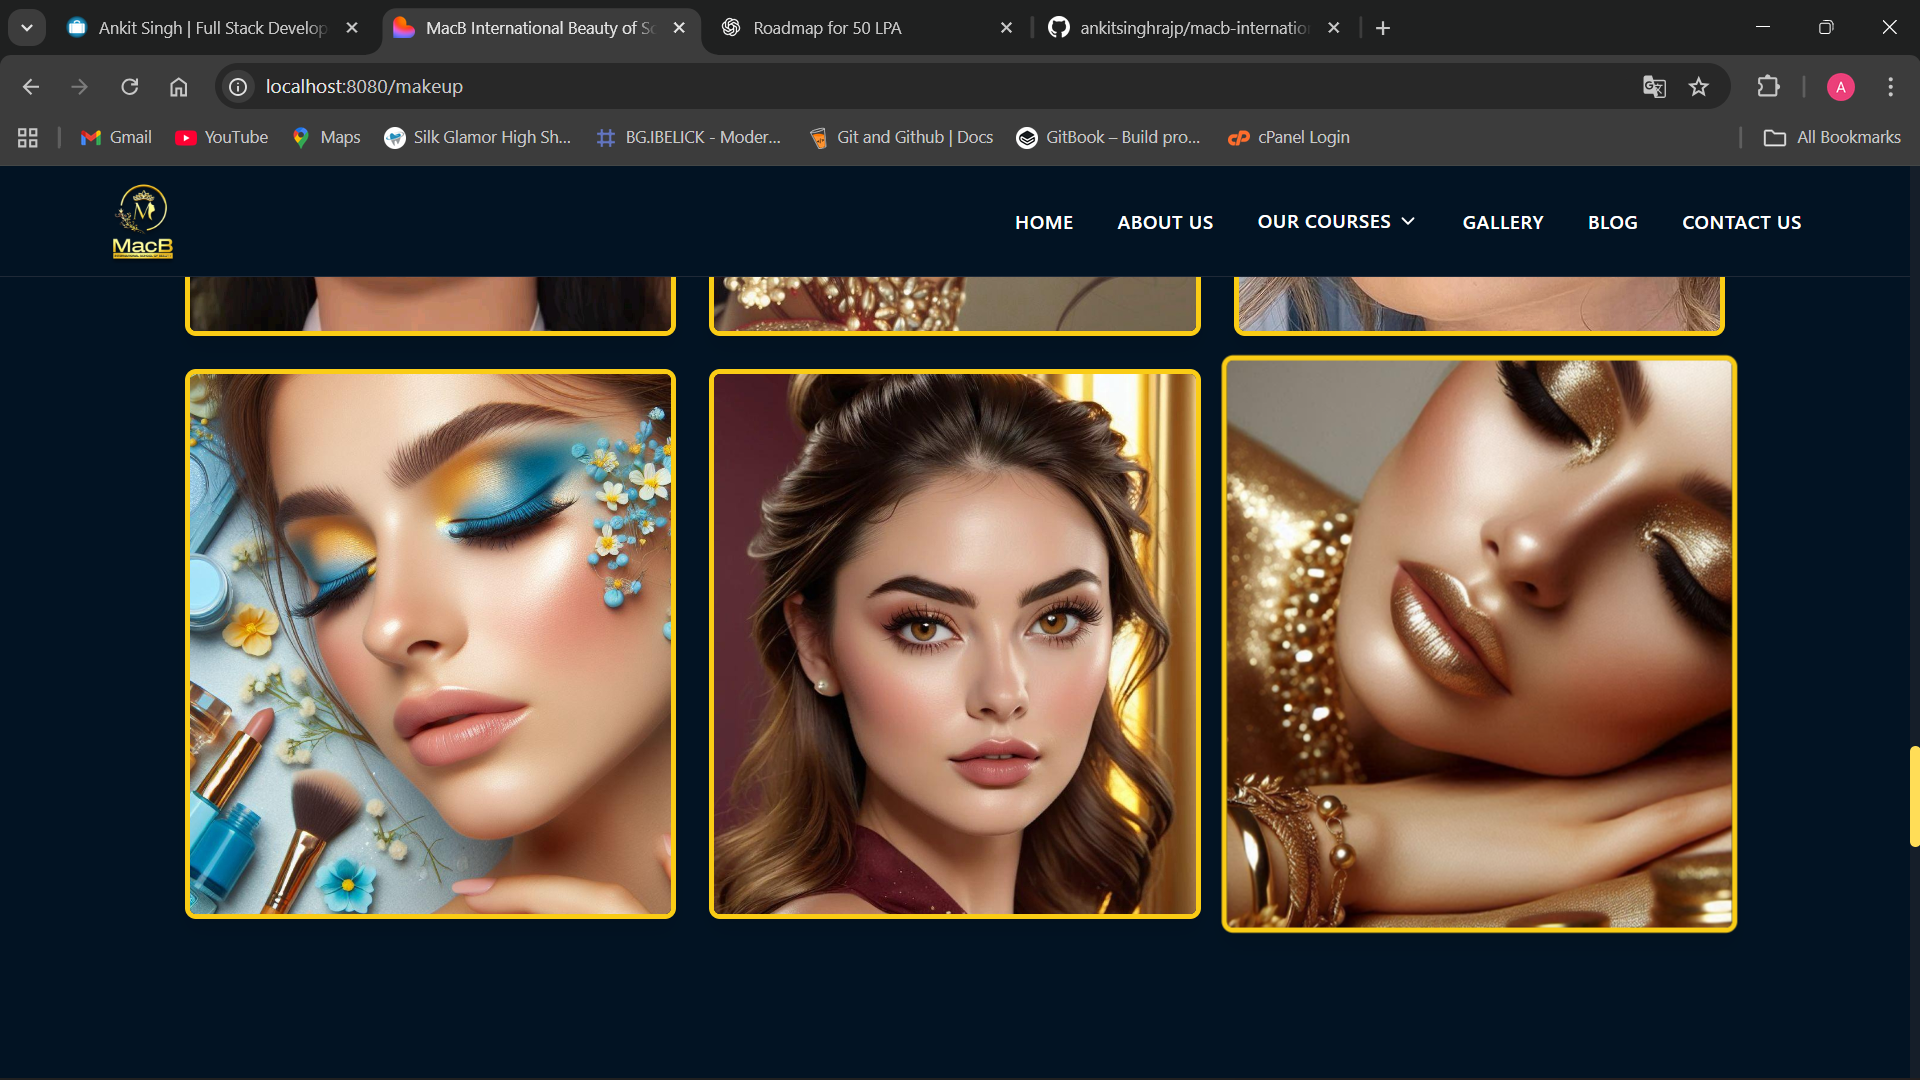 Ankit Singh | Full Stack Develop
MacB International Beauty of Sc
Roadmap for 50 LPA
ankitsinghrajp/macb-internatio
localhost:8080/makeup
A
Gmail
YouTube
Maps
Silk Glamor High Sh...
BG.IBELICK - Moder...
Git and Github | Docs
GitBook – Build pro...
cPanel Login
All Bookmarks
M
MacB
HOME
ABOUT US
OUR COURSES
GALLERY
BLOG
CONTACT US